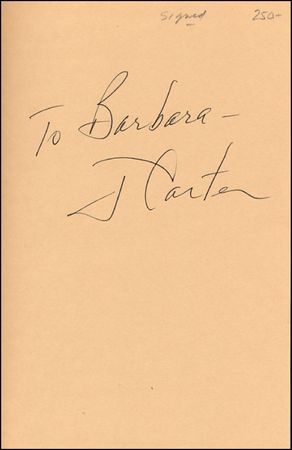 Signed 250-
To Barbara -
J Carter